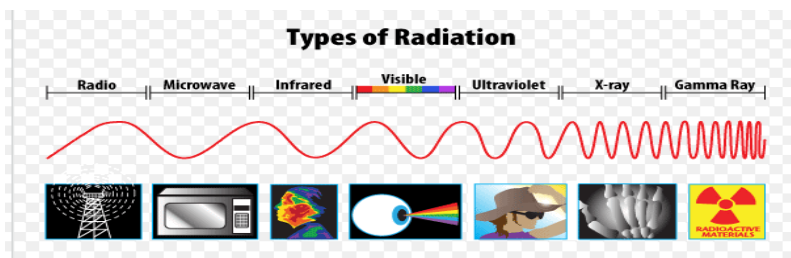 Types of Radiation
Radio Microwave Infrared Visible Ultraviolet X-ray Gamma Ray
RADIOACTIVE
MATERIALS